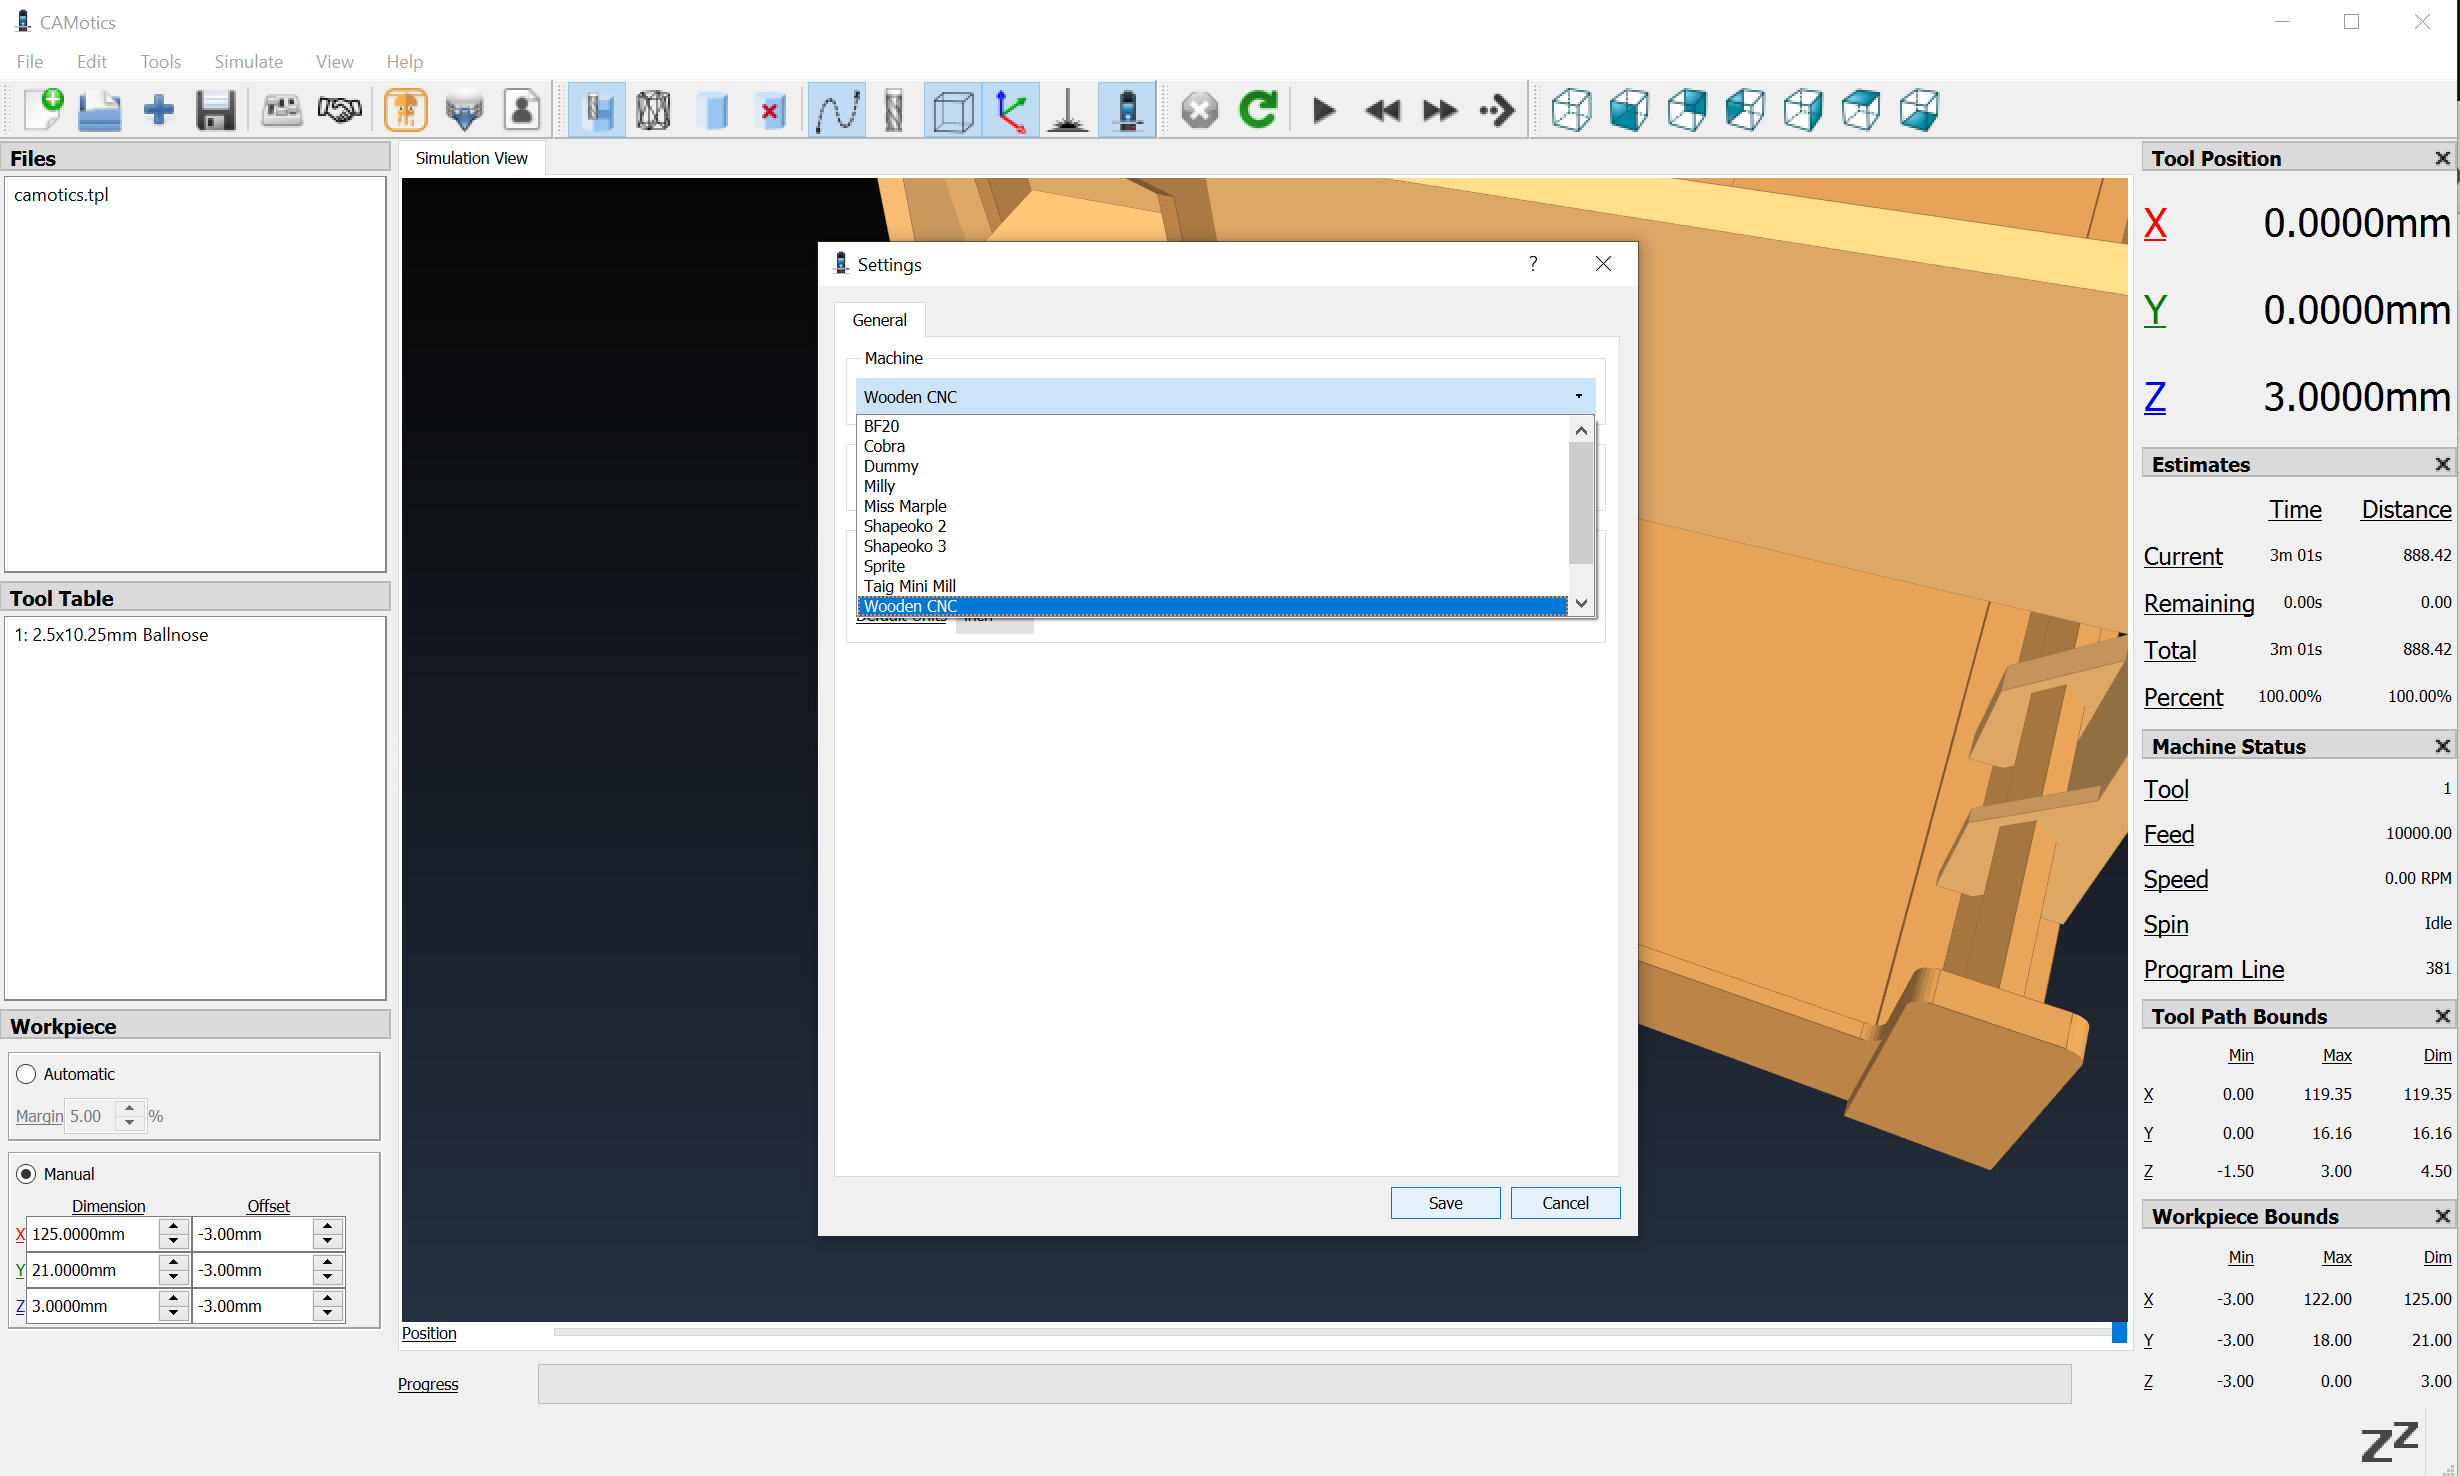 CAMotics
File Edit Tools Simulate View Help
Files
camotics.tpl
Tool Table
1: 2.5x10.25mm Ballnose
Workpiece
Automatic
Margin 5.00 %
Manual
Dimension Offset
X 125.0000mm -3.00mm
Y 21.0000mm -3.00mm
Z 3.0000mm -3.00mm
Simulation View
Settings
?
General
Machine
Wooden CNC
BF20
Cobra
Dummy
Milly
Miss Marple
Shapeoko 2
Shapeoko 3
Sprite
Taig Mini Mill
Wooden CNC
Default Units inch
Save Cancel
Position
Progress
Tool Position
X 0.0000mm
Y 0.0000mm
Z 3.0000mm
Estimates
Time Distance
Current 3m 01s 888.42
Remaining 0.00s 0.00
Total 3m 01s 888.42
Percent 100.00% 100.00%
Machine Status
Tool 1
Feed 10000.00
Speed 0.00 RPM
Spin Idle
Program Line 381
Tool Path Bounds
Min Max Dim
X 0.00 119.35 119.35
Y 0.00 16.16 16.16
Z -1.50 3.00 4.50
Workpiece Bounds
Min Max Dim
X -3.00 122.00 125.00
Y -3.00 18.00 21.00
Z -3.00 0.00 3.00
zz